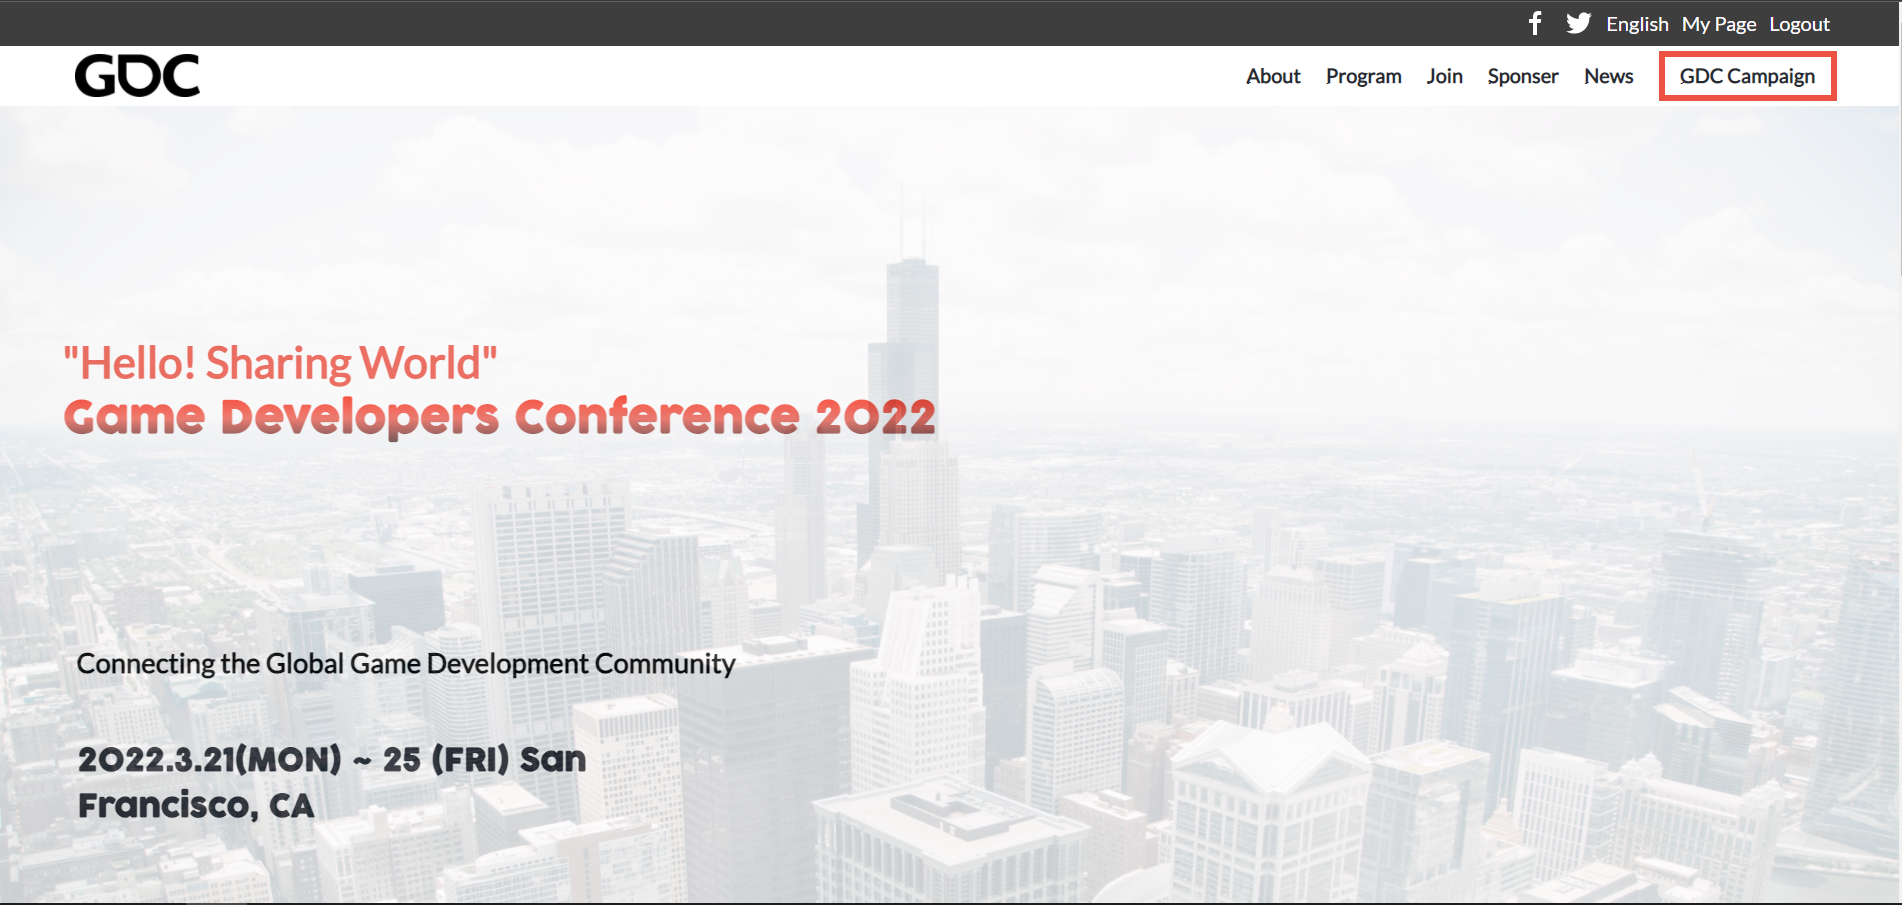 English My Page Logout
GDC
About Program Join Sponser News GDC Campaign
"Hello! Sharing World"
Game Developers Conference 2022
Connecting the Global Game Development Community
2022.3.21(MON) ~ 25 (FRI) San
Francisco, CA